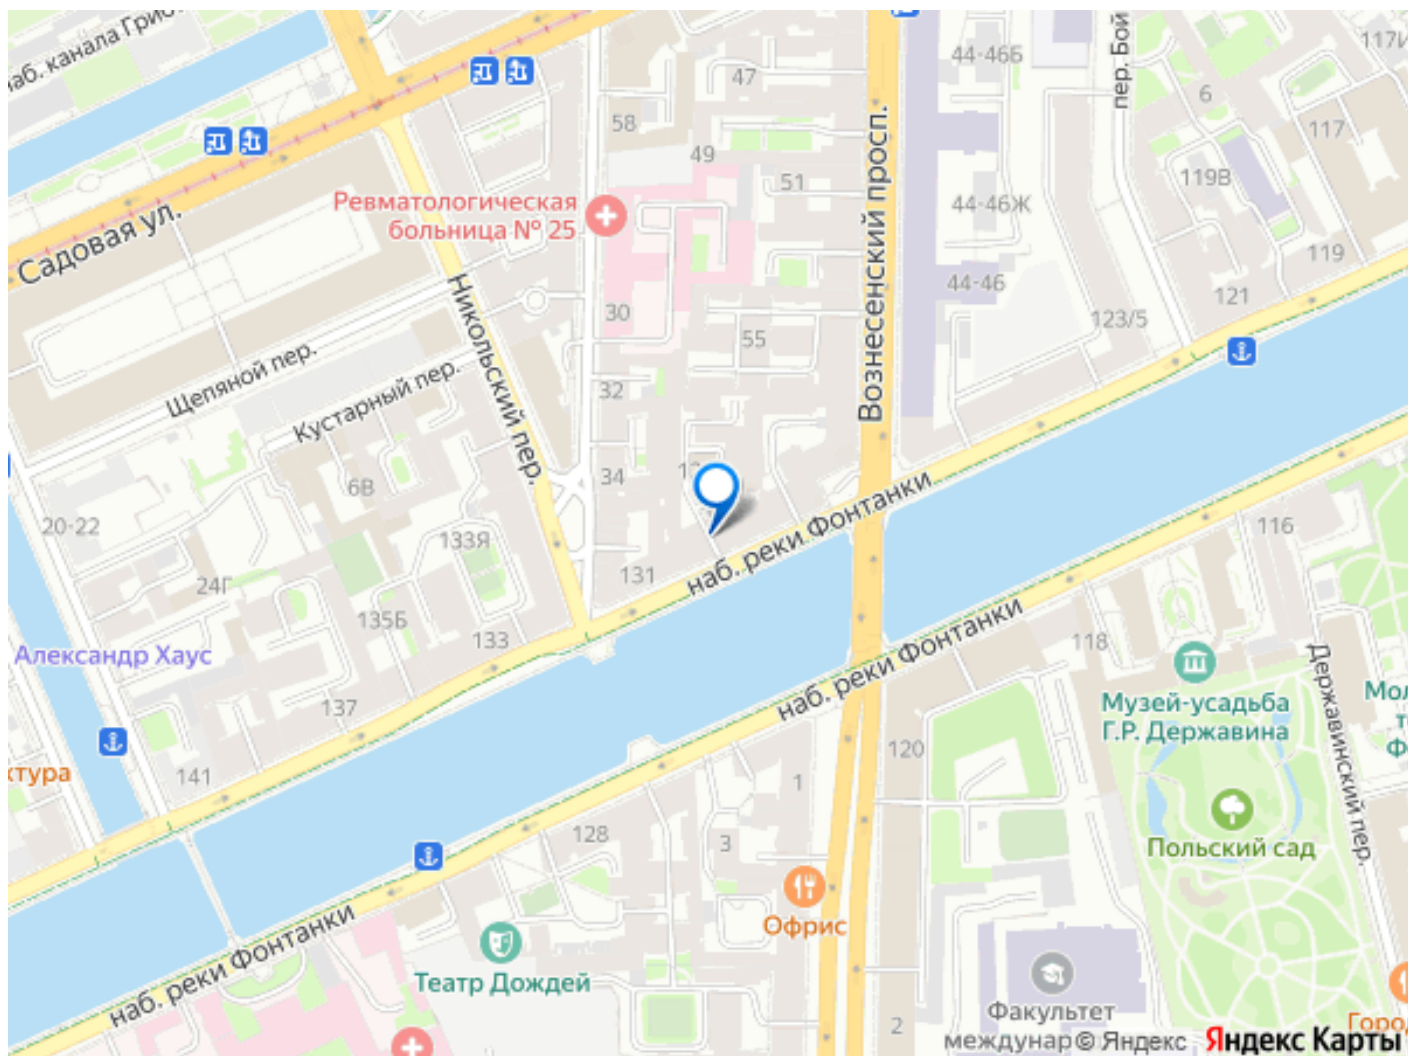 наб. канала Гриб
47
44-46Б
пер. Бой
117И
6
58
117
49
51
119В
Ревматологическая
больница № 25
44-46Ж
Садовая ул.
Вознесенский просп.
119
44-46
121
30
Никольский пер.
123/5
55
Щепяной пер.
32
Кустарный пер.
34
6В
наб. реки Фонтанки
20-22
116
133Я
131
24Г
135Б
133
118
наб. реки Фонтанки
Александр Хаус
Державинский пер.
Музей-усадьба
Г.Р. Державина
137
120
ктура
141
1
128
3
Польский сад
Офрис
наб. реки Фонтанки
Театр Дождей
Факультет
междунар
2
© Яндекс
Яндекс Карты